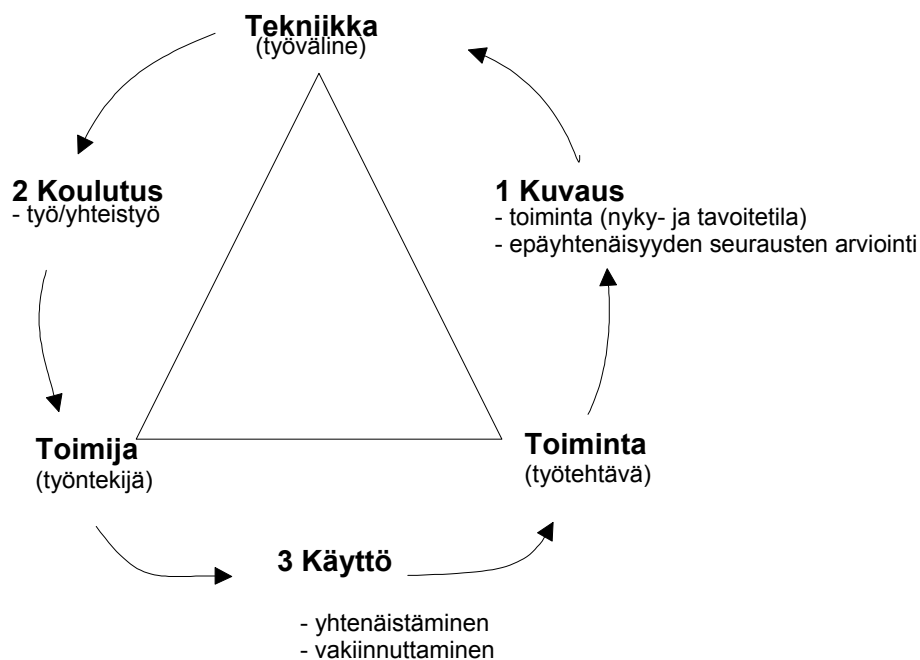 Tekniikka
(työväline)
2 Koulutus
- työ/yhteistyö
1 Kuvaus
- toiminta (nyky- ja tavoitetila)
- epäyhtenäisyyden seurausten arviointi
Toimija
(työntekijä)
Toiminta
(työtehtävä)
3 Käyttö
- yhtenäistäminen
- vakiinnuttaminen